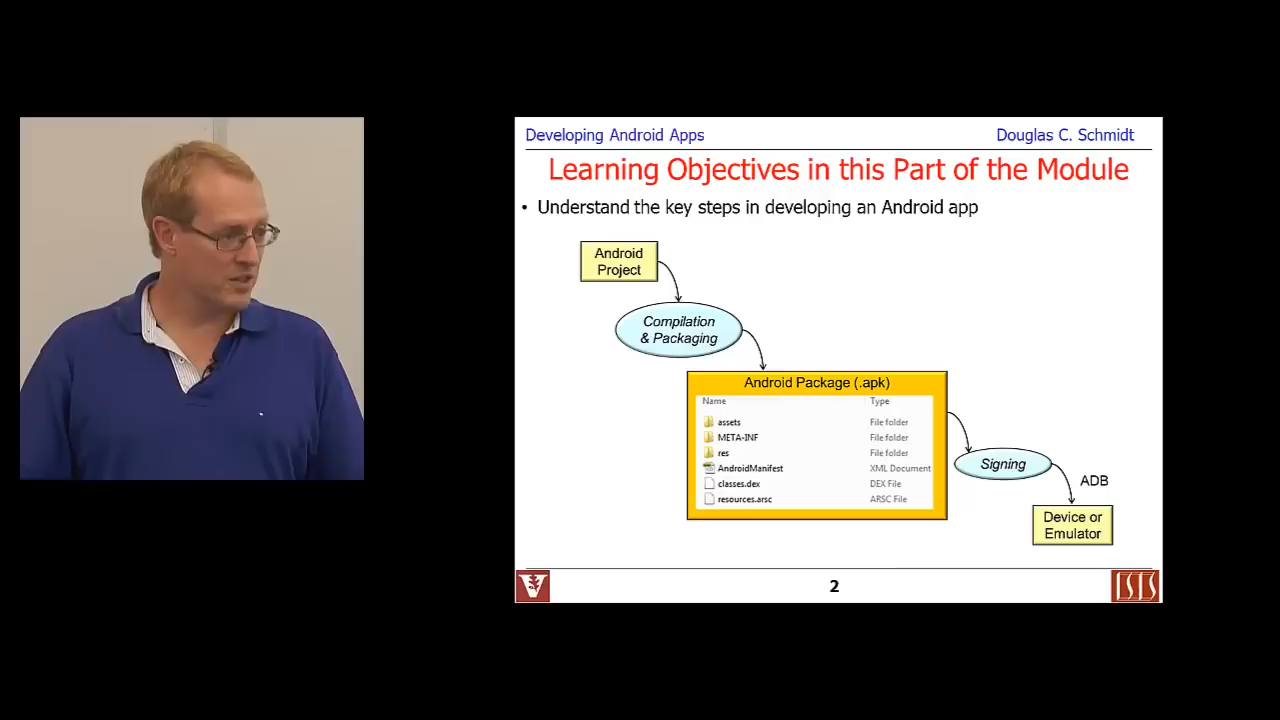 Developing Android Apps
Douglas C. Schmidt
Learning Objectives in this Part of the Module
• Understand the key steps in developing an Android app
Android
Project
Compilation
& Packaging
Android Package (.apk)
Name Type
assets File folder
META-INF File folder
res File folder
AndroidManifest XML Document
classes.dex DEX File
resources.arsc ARSC File
Signing
ADB
Device or
Emulator
V
2
ISIS